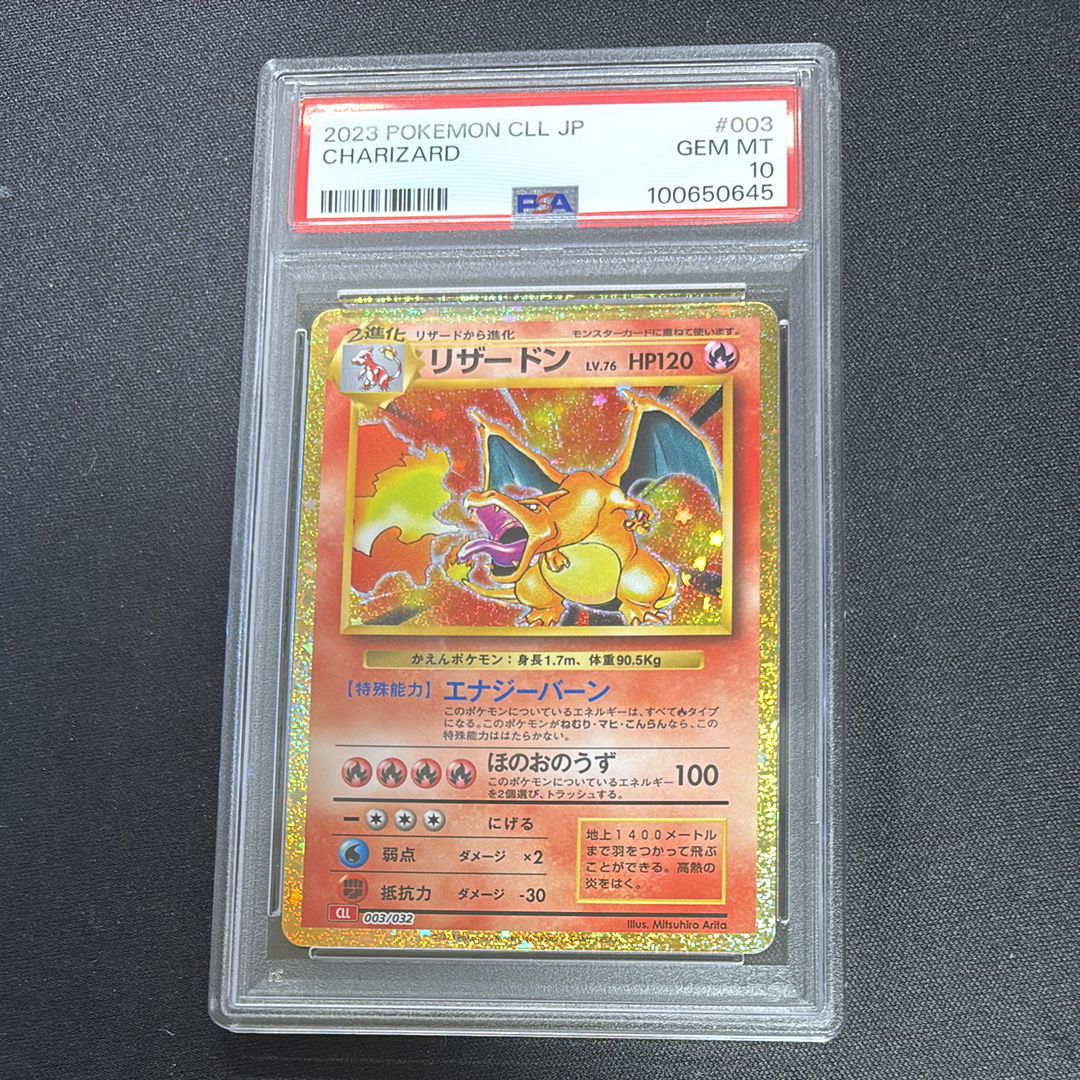 2023 POKEMON CLL JP #003
CHARIZARD GEM MT
10
PSA 100650645
2進化 リザードから進化 モンスターカードに重ねて使います。
リザードン LV.76 HP120
かえんポケモン：身長1.7m、体重90.5Kg
【特殊能力】エナジーバーン
このポケモンについているエネルギーは、すべて タイプ
になる。このポケモンがねむり・マヒ・こんらんなら、この
特殊能力ははたらかない。
ほのおのうず
このポケモンについているエネルギー 100
を2個選び、トラッシュする。
にげる
弱点 ダメージ ×2
抵抗力 ダメージ -30
地上１４００メートル
まで羽をつかって飛ぶ
ことができる。高熱の
炎をはく。
CLL 003/032
Illus. Mitsuhiro Arita